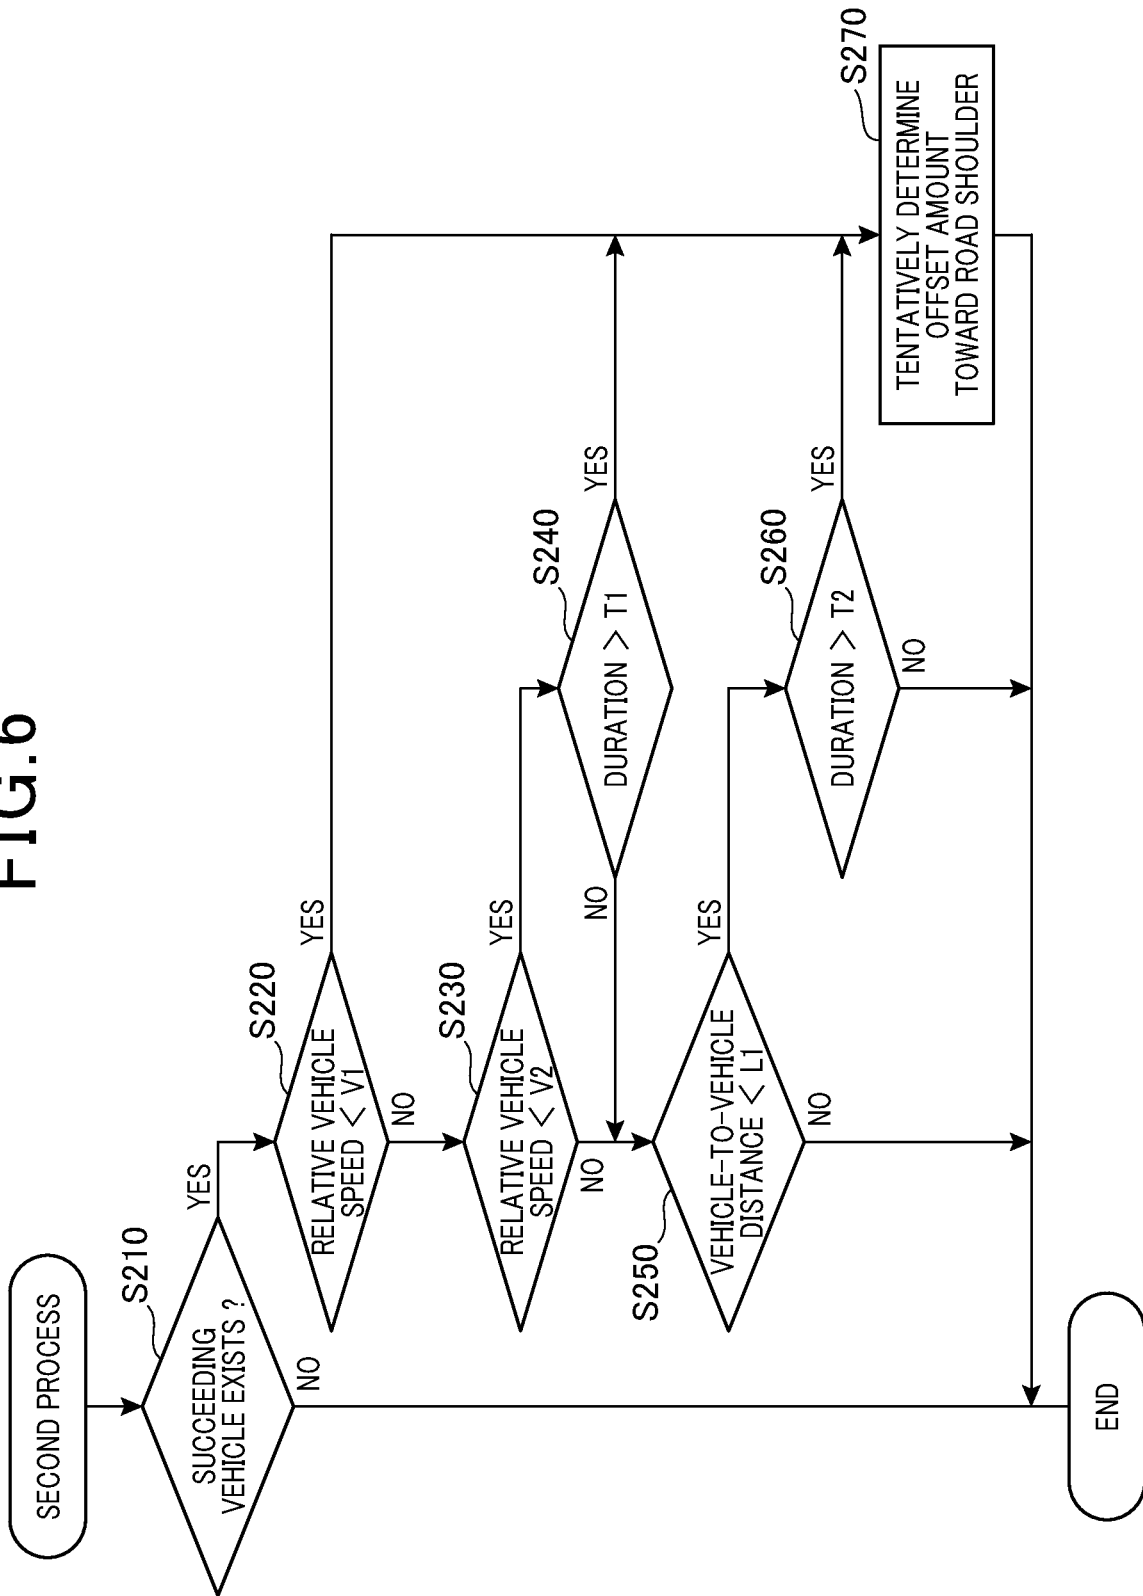 FIG.6
SECOND PROCESS
S210
SUCCEEDING
VEHICLE EXISTS ?
YES
NO
S220
RELATIVE VEHICLE
SPEED < V1
YES
NO
S230
RELATIVE VEHICLE
SPEED < V2
YES
NO
S240
DURATION > T1
YES
NO
S250
VEHICLE-TO-VEHICLE
DISTANCE < L1
YES
NO
S260
DURATION > T2
YES
NO
S270
TENTATIVELY DETERMINE
OFFSET AMOUNT
TOWARD ROAD SHOULDER
END